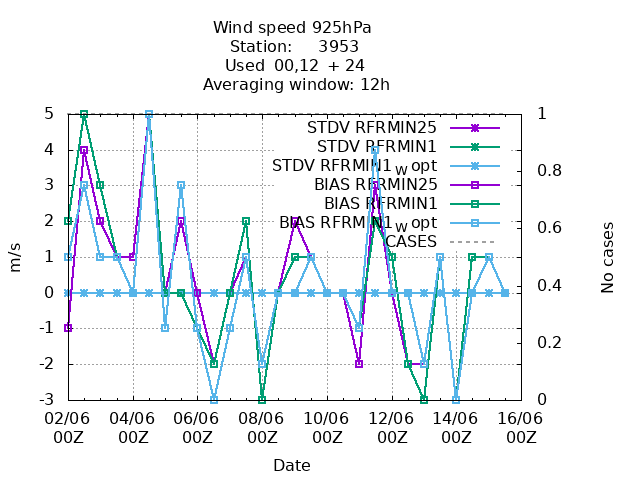 Wind speed 925hPa
Station: 3953
Used 00,12 + 24
Averaging window: 12h
5
4
3
2
1
0
-1
-2
-3
m/s
1
0.8
0.6
0.4
0.2
0
No cases
STDV RFRMIN25
STDV RFRMIN1
STDV RFRMIN1 w opt
BIAS RFRMIN25
BIAS RFRMIN1
BIAS RFRMIN1 w opt
CASES
02/06 04/06 06/06 08/06 10/06 12/06 14/06 16/06
00Z 00Z 00Z 00Z 00Z 00Z 00Z 00Z
Date